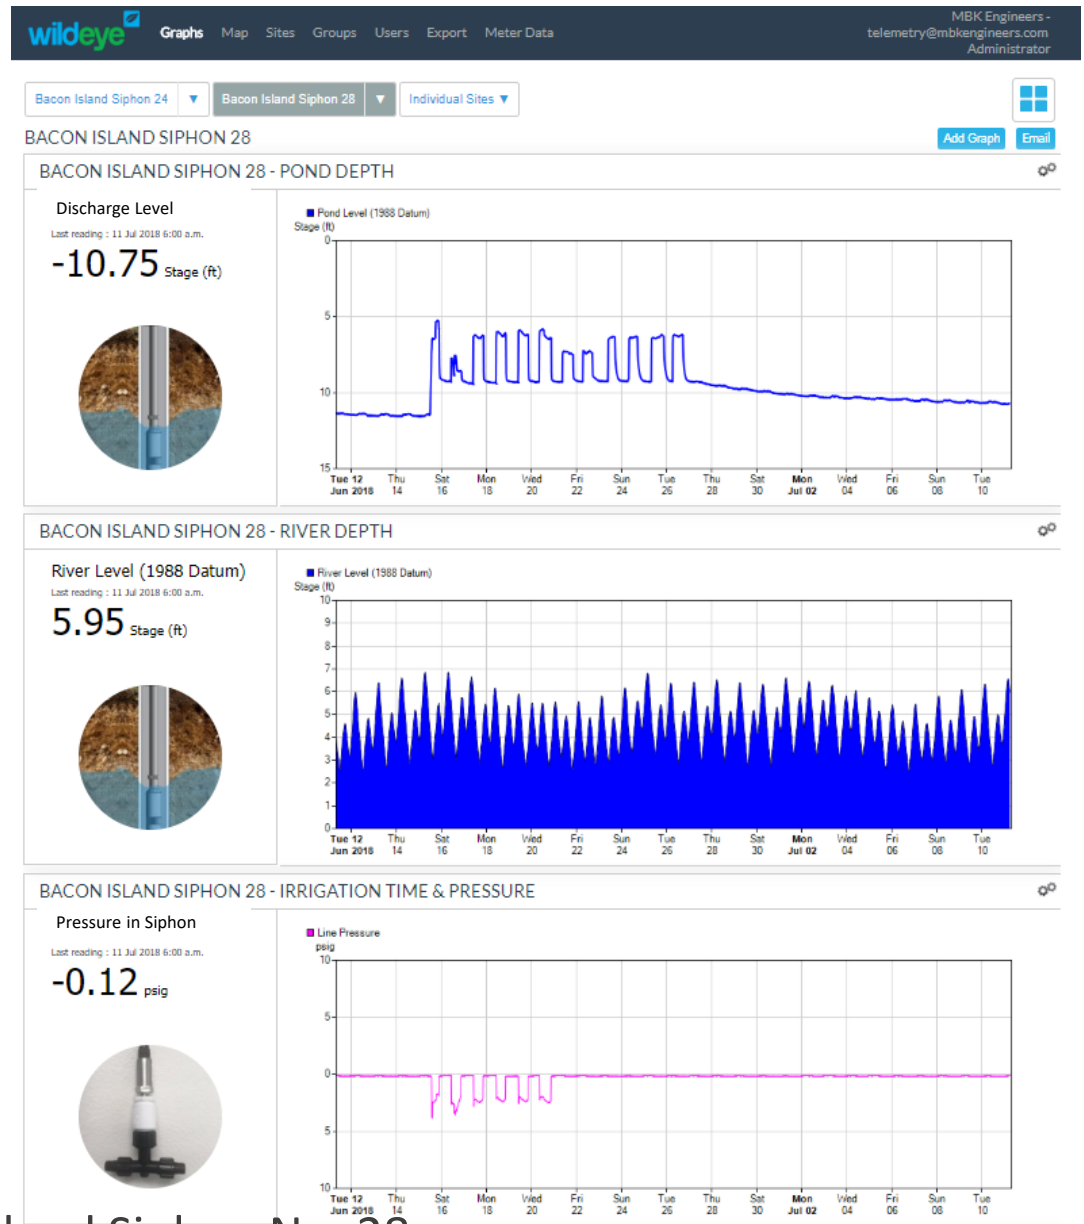 wildeye Graphs Map Sites Groups Users Export Meter Data
MBK Engineers -
telemetry@mbkengineers.com
Administrator
Bacon Island Siphon 24 ▼ Bacon Island Siphon 28 ▼ Individual Sites ▼
BACON ISLAND SIPHON 28
Add Graph Email
BACON ISLAND SIPHON 28 - POND DEPTH
Discharge Level
Last reading : 11 Jul 2018 6:00 a.m.
-10.75 Stage (ft)
Pond Level (1988 Datum)
Stage (ft)
0
5
10
15
Tue 12 Thu Sat Mon Wed Fri Sun Tue Thu Sat Mon Wed Fri Sun Tue
Jun 2018 14 16 18 20 22 24 26 28 30 Jul 02 04 06 08 10
BACON ISLAND SIPHON 28 - RIVER DEPTH
River Level (1988 Datum)
Last reading : 11 Jul 2018 6:00 a.m.
5.95 Stage (ft)
River Level (1988 Datum)
Stage (ft)
10
9
8
7
6
5
4
3
2
1
0
Tue 12 Thu Sat Mon Wed Fri Sun Tue Thu Sat Mon Wed Fri Sun Tue
Jun 2018 14 16 18 20 22 24 26 28 30 Jul 02 04 06 08 10
BACON ISLAND SIPHON 28 - IRRIGATION TIME & PRESSURE
Pressure in Siphon
Last reading : 11 Jul 2018 6:00 a.m.
-0.12 psig
Line Pressure
psig
10
5
0
5
10
Tue 12 Thu Sat Mon Wed Fri Sun Tue Thu Sat Mon Wed Fri Sun Tue
Jun 2018 14 16 18 20 22 24 26 28 30 Jul 02 04 06 08 10